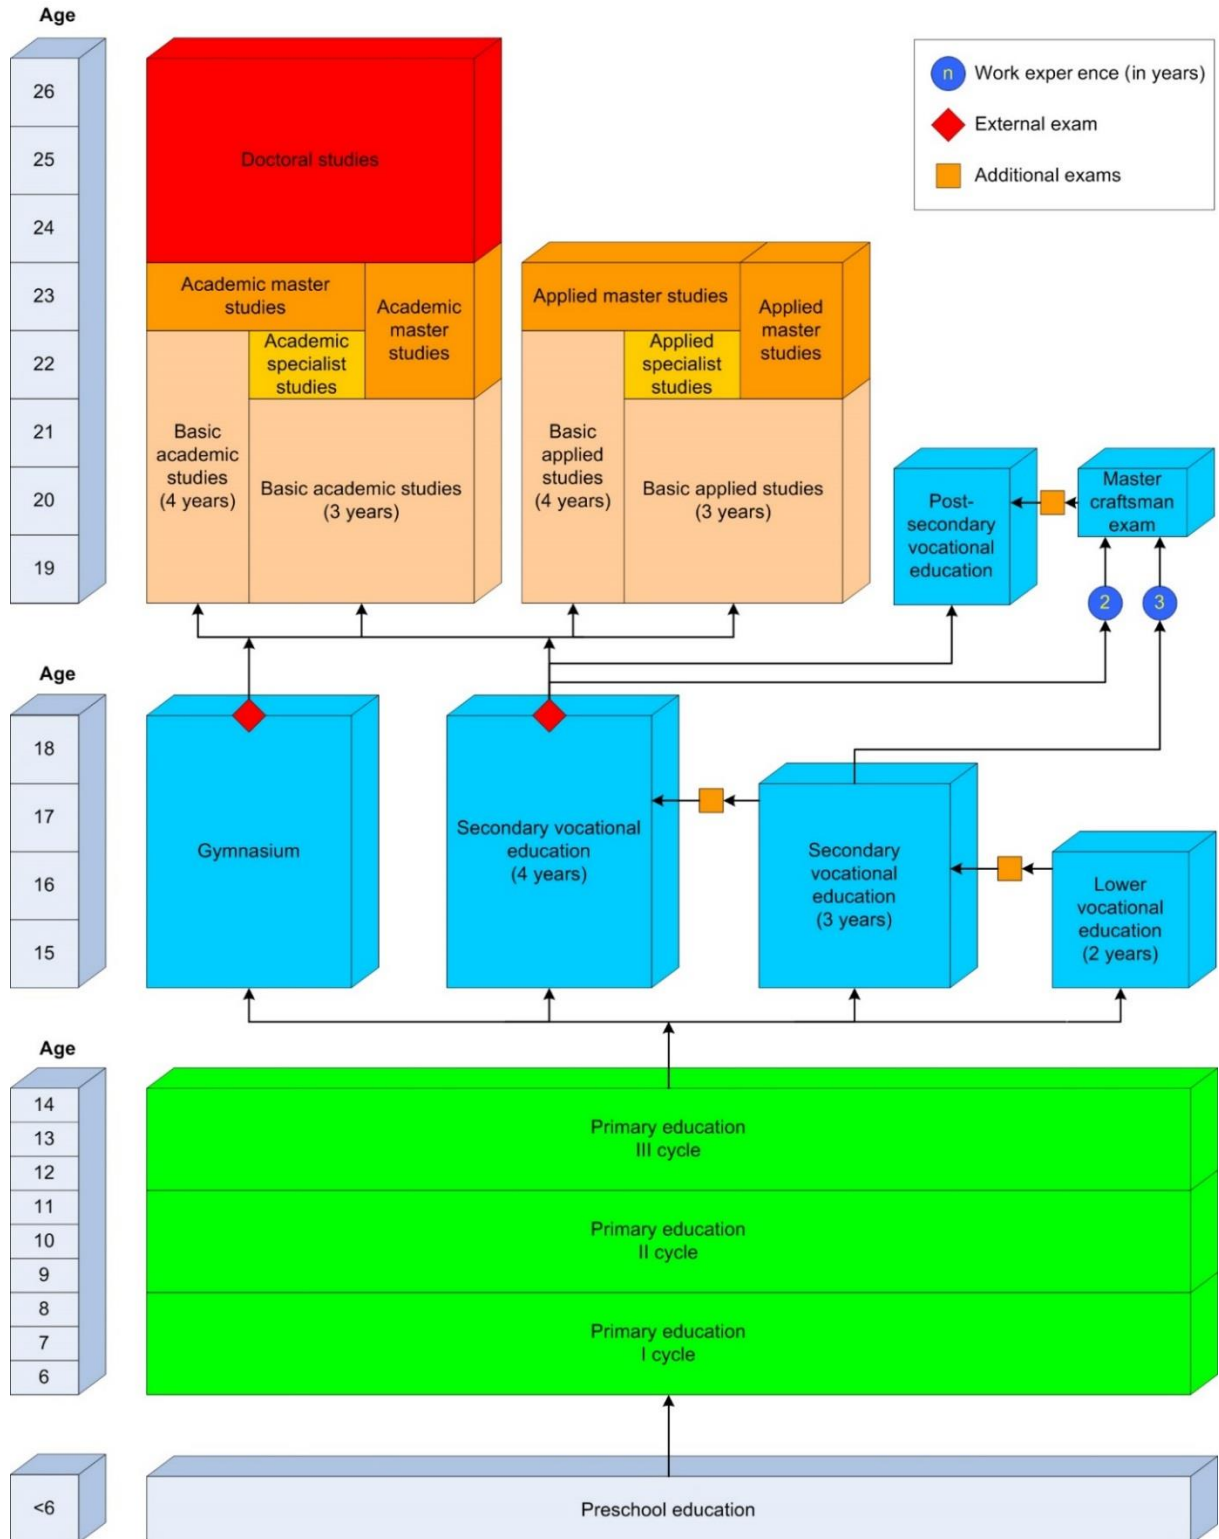 Age
26
25
24
23
22
21
20
19
Doctoral studies
Academic master
studies
Academic
master
studies
Academic
specialist
studies
Basic
academic
studies
(4 years)
Basic academic studies
(3 years)
Applied master studies
Applied
master
studies
Applied
specialist
studies
Basic
applied
studies
(4 years)
Basic applied studies
(3 years)
n
Work exper ence (in years)
External exam
Additional exams
Post-
secondary
vocational
education
Master
craftsman
exam
2
3
Age
18
17
16
15
Gymnasium
Secondary vocational
education
(4 years)
Secondary
vocational
education
(3 years)
Lower
vocational
education
(2 years)
Age
14
13
12
11
10
9
8
7
6
Primary education
III cycle
Primary education
II cycle
Primary education
I cycle
<6
Preschool education